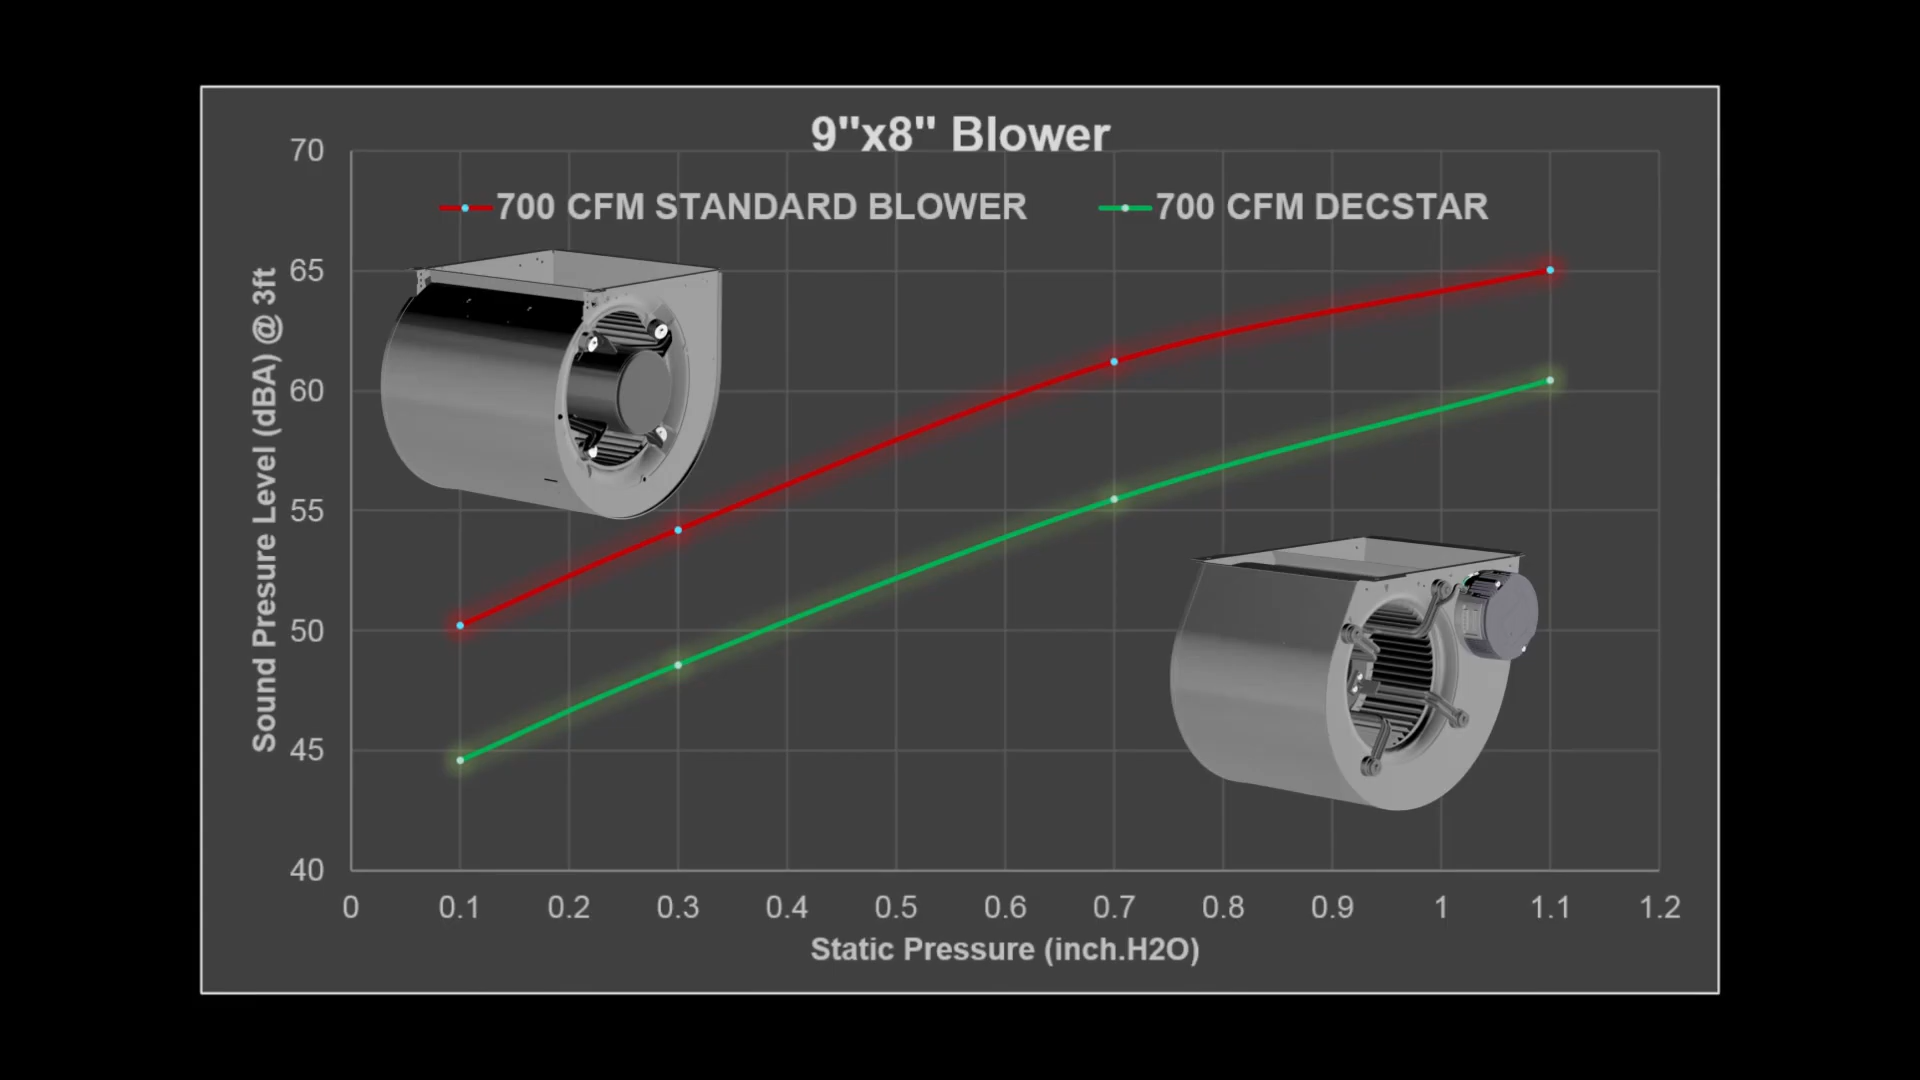 9"x8" Blower
700 CFM STANDARD BLOWER
700 CFM DECSTAR
Sound Presure Level (dBA) @ 3ft
70
65
60
55
50
45
40
0 0.1 0.2 0.3 0.4 0.5 0.6 0.7 0.8 0.9 1 1.1 1.2
Static Pressure (inch.H2O)